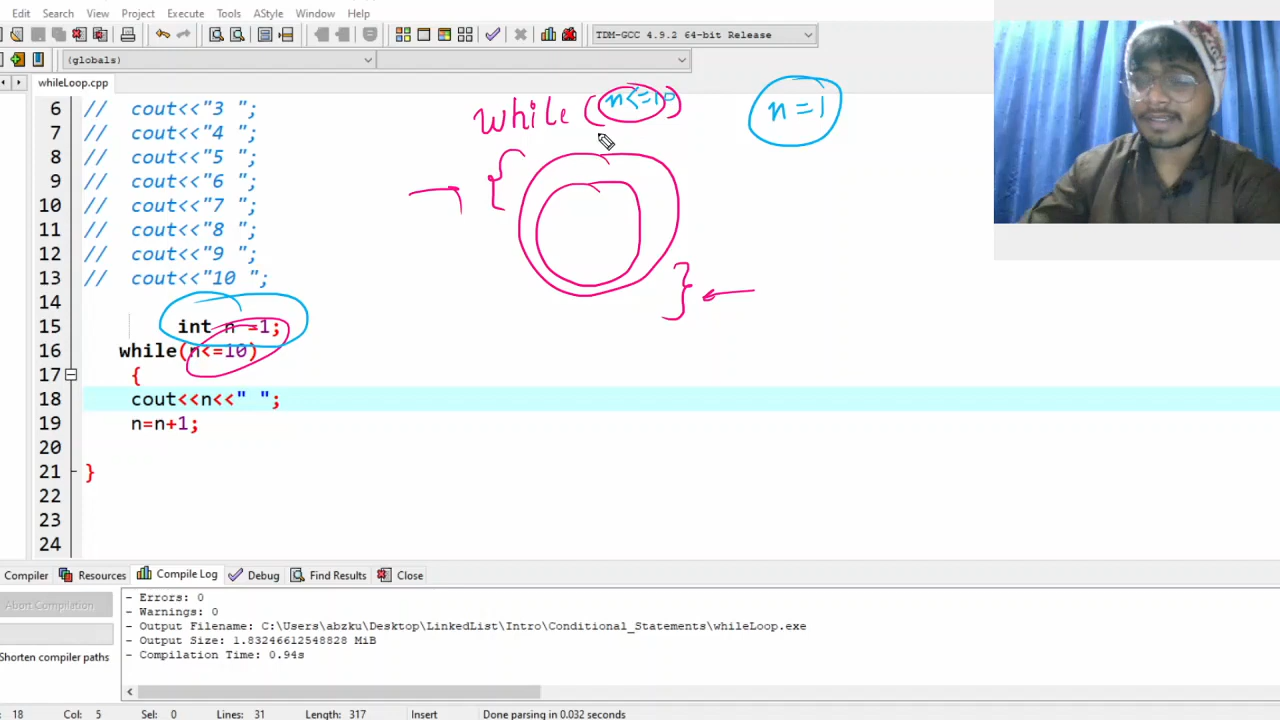 Edit Search View Project Execute Tools AStyle Window Help
TDM-GCC 4.9.2 64-bit Release
(globals)
whileLoop.cpp
6 // cout<<"3 ";
7 // cout<<"4 ";
8 // cout<<"5 ";
9 // cout<<"6 ";
10 // cout<<"7 ";
11 // cout<<"8 ";
12 // cout<<"9 ";
13 // cout<<"10 ";
14
15 int n =1;
16 while(n<=10)
17 {
18 cout<<n<<" ";
19 n=n+1;
20
21 }
22
23
24
while (n<=10)
{
}
n=1
Compiler Resources Compile Log Debug Find Results Close
Abort Compilation
Shorten compiler paths
- Errors: 0
- Warnings: 0
- Output Filename: C:\Users\abzku\Desktop\LinkedList\Intro\Conditional_Statements\whileLoop.exe
- Output Size: 1.83246612548828 MiB
- Compilation Time: 0.94s
18 Col: 5 Sel: 0 Lines: 31 Length: 317 Insert Done parsing in 0.032 seconds